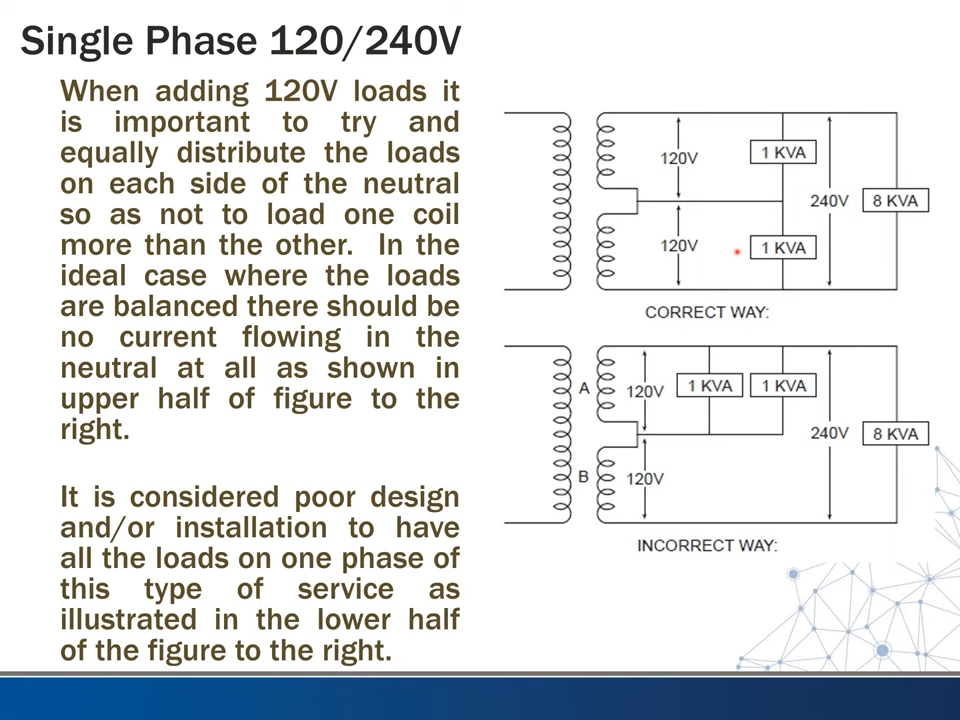 Single Phase 120/240V
When adding 120V loads it
is important to try and
equally distribute the loads
on each side of the neutral
so as not to load one coil
more than the other. In the
ideal case where the loads
are balanced there should be
no current flowing in the
neutral at all as shown in
upper half of figure to the
right.
It is considered poor design
and/or installation to have
all the loads on one phase of
this type of service as
illustrated in the lower half
of the figure to the right.
120V
1 KVA
240V
8 KVA
120V
1 KVA
CORRECT WAY:
A
120V
1 KVA
1 KVA
240V
8 KVA
B
120V
INCORRECT WAY: